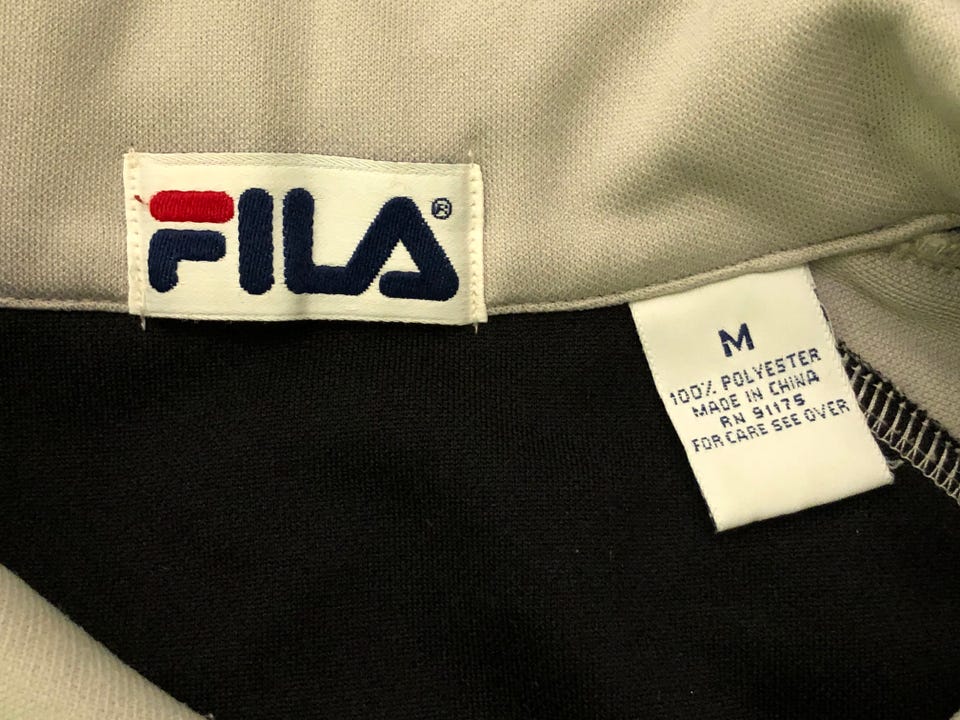 FILA®
M
100% POLYESTER
MADE IN CHINA
RN 91175
FOR CARE SEE OVER